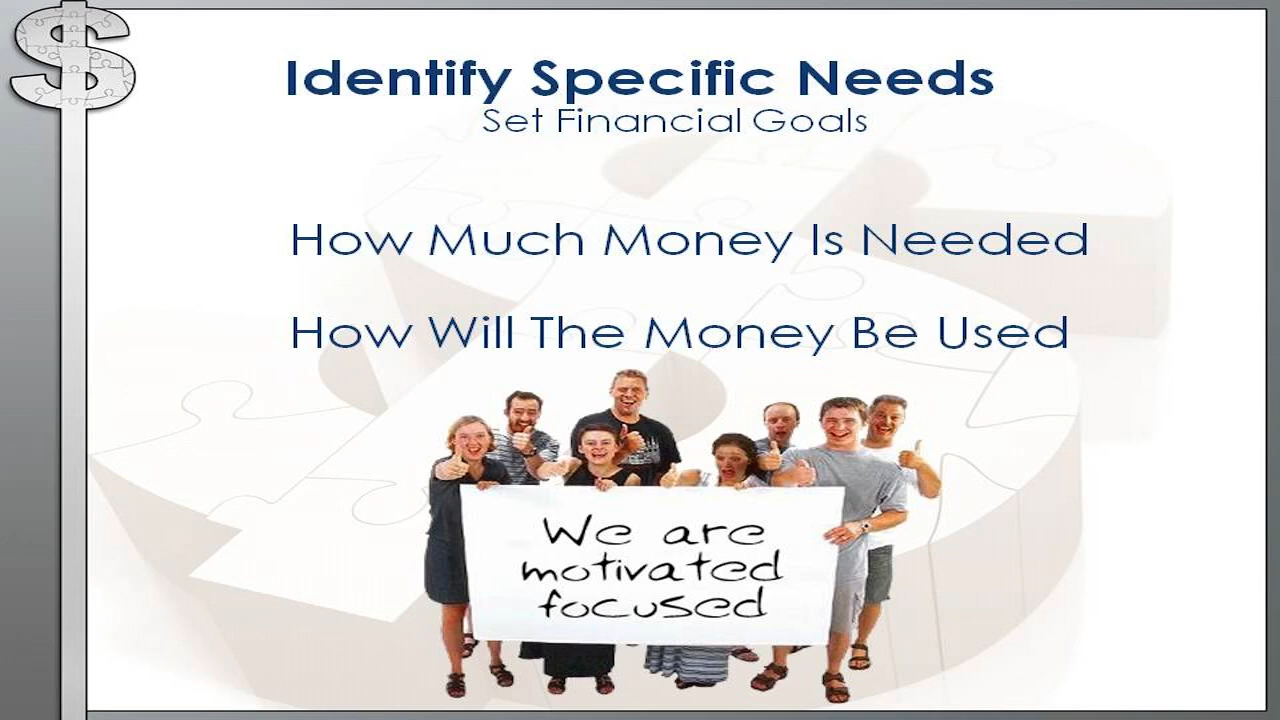 Identify Specific Needs
Set Financial Goals
How Much Money Is Needed
How Will The Money Be Used
We are
motivated
focused